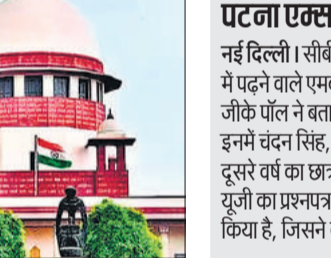 पटना एम्स
नई दिल्ली। सीबी
में पढ़ने वाले एमब
जीके पॉल ने बता
इनमें चंदन सिंह,
दूसरे वर्ष का छात्र
यूजी का प्रश्नपत्र
किया है, जिसने